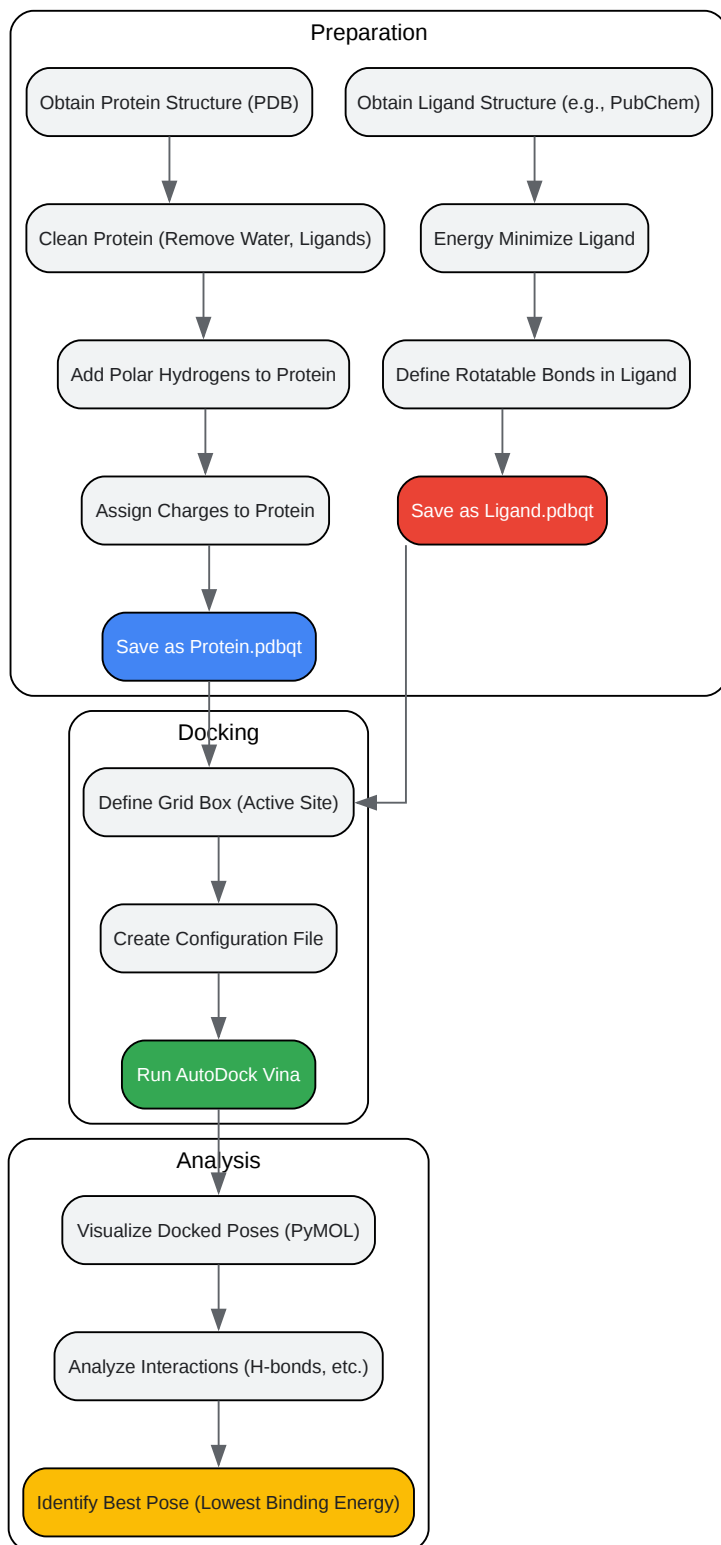 Preparation
Obtain Protein Structure (PDB)
Obtain Ligand Structure (e.g., PubChem)
Clean Protein (Remove Water, Ligands)
Energy Minimize Ligand
Add Polar Hydrogens to Protein
Define Rotatable Bonds in Ligand
Assign Charges to Protein
Save as Ligand.pdbqt
Save as Protein.pdbqt
Docking
Define Grid Box (Active Site)
Create Configuration File
Run AutoDock Vina
Analysis
Visualize Docked Poses (PyMOL)
Analyze Interactions (H-bonds, etc.)
Identify Best Pose (Lowest Binding Energy)